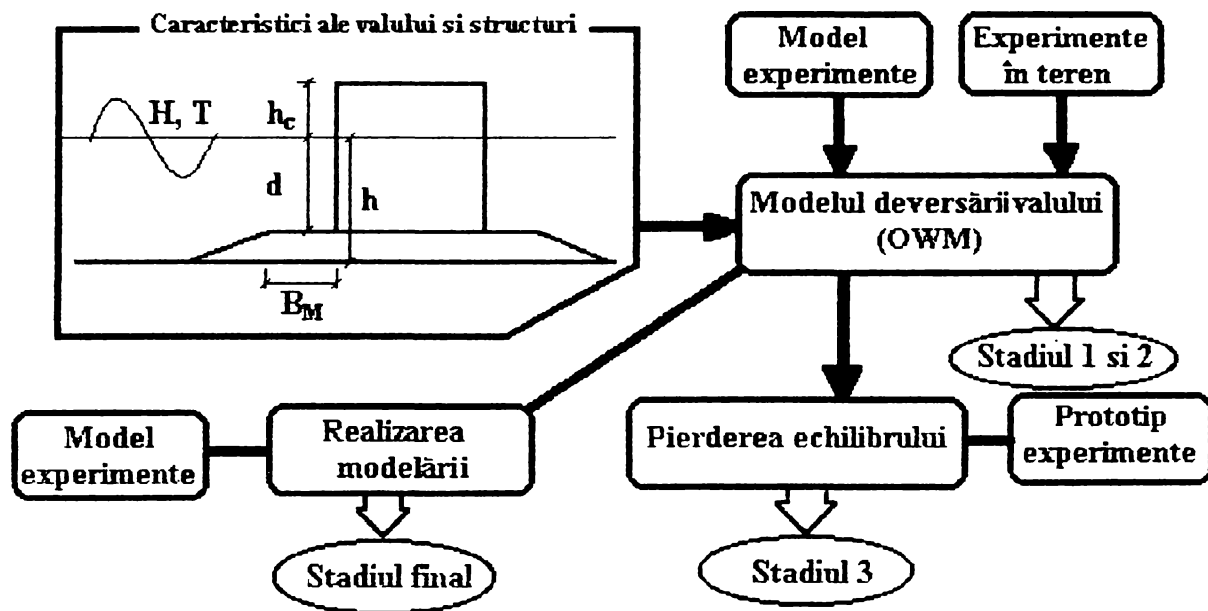 Caracteristici ale valului si structuri
H, T
h_c
d
h
B_M
Model
experimente
Experimente
în teren
Modelul deversării valului
(OWM)
Stadiul 1 si 2
Model
experimente
Realizarea
modelării
Pierderea echilibrului
Prototip
experimente
Stadiul final
Stadiul 3